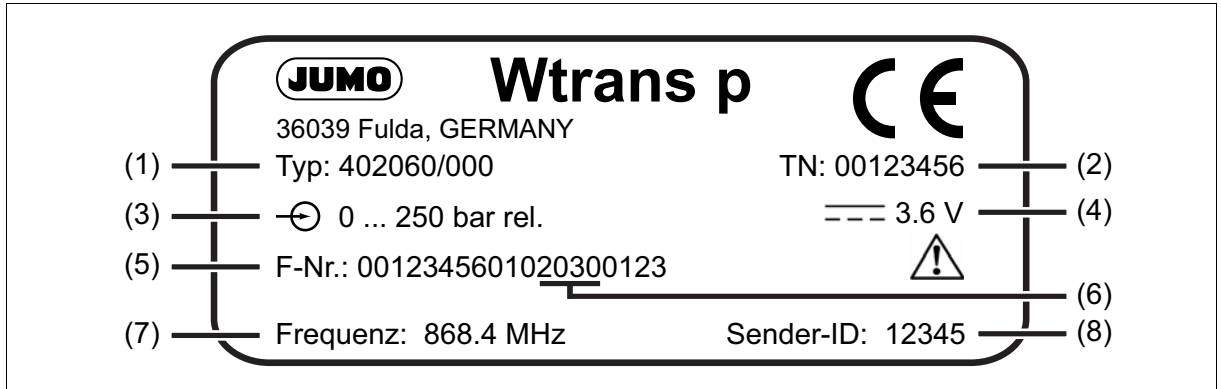 JUMO Wtrans p CE
36039 Fulda, GERMANY
(1) Typ: 402060/000 TN: 00123456 (2)
(3) 0 ... 250 bar rel. 3.6 V (4)
(5) F-Nr.: 0012345601020300123
(6)
(7) Frequenz: 868.4 MHz Sender-ID: 12345 (8)